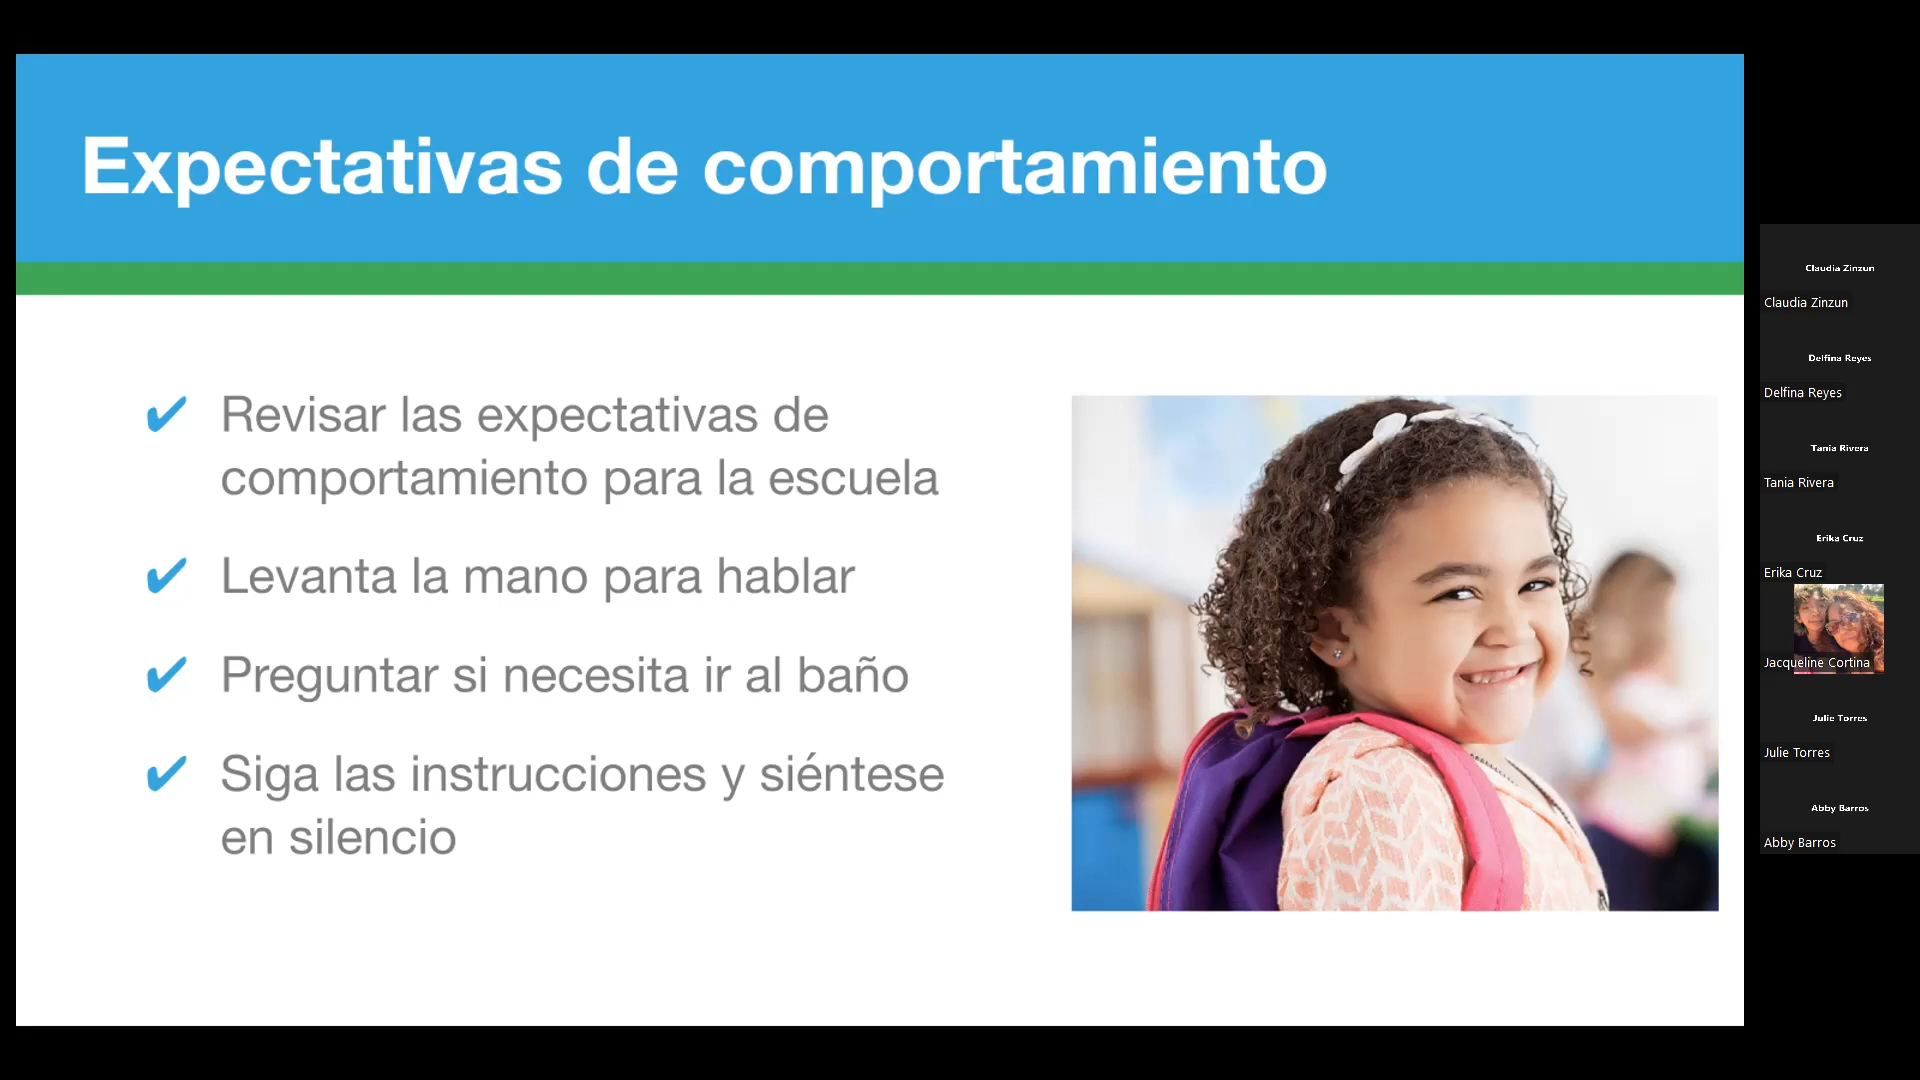 Expectativas de comportamiento
✔ Revisar las expectativas de
comportamiento para la escuela
✔ Levanta la mano para hablar
✔ Preguntar si necesita ir al baño
✔ Siga las instrucciones y siéntese
en silencio
Claudia Zinzun
Claudia Zinzun
Delfina Reyes
Delfina Reyes
Tania Rivera
Tania Rivera
Erika Cruz
Erika Cruz
Jacqueline Cortina
Julie Torres
Julie Torres
Abby Barros
Abby Barros